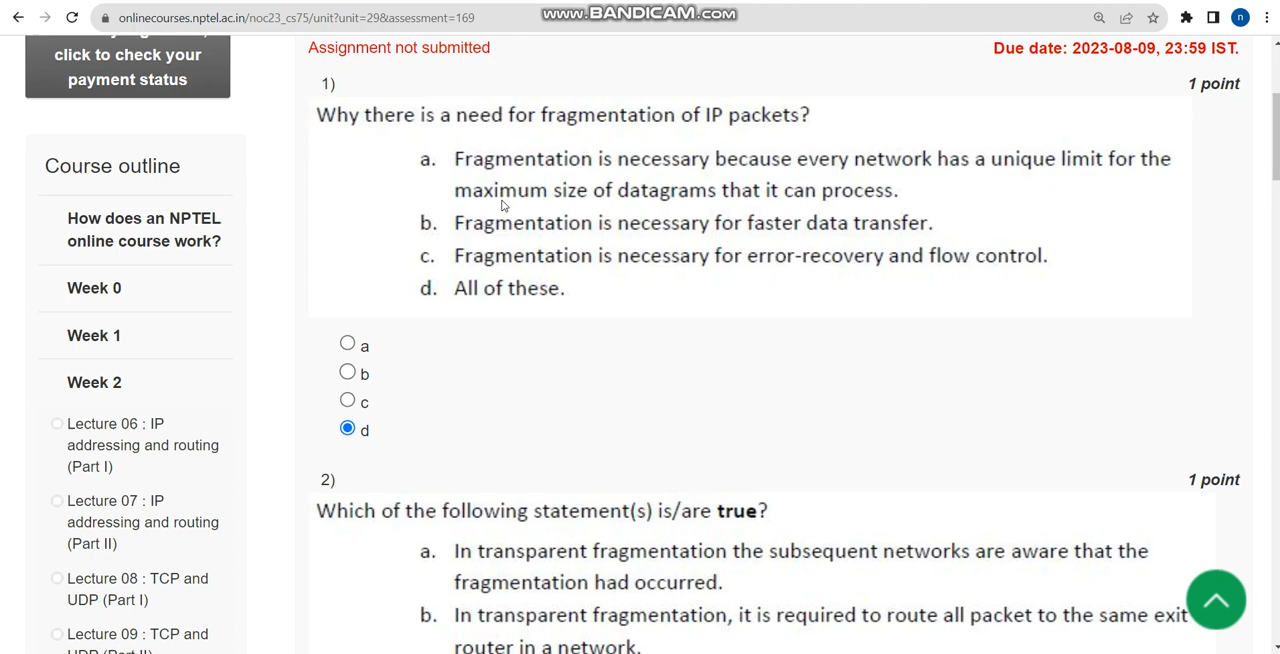 onlinecourses.nptel.ac.in/noc23_cs75/unit?unit=29&assessment=169
www.BANDICAM.com
n
click to check your
payment status
Assignment not submitted
Due date: 2023-08-09, 23:59 IST.
1)
1 point
Why there is a need for fragmentation of IP packets?
a. Fragmentation is necessary because every network has a unique limit for the
maximum size of datagrams that it can process.
b. Fragmentation is necessary for faster data transfer.
c. Fragmentation is necessary for error-recovery and flow control.
d. All of these.
a
b
c
d
Course outline
How does an NPTEL
online course work?
Week 0
Week 1
Week 2
Lecture 06 : IP
addressing and routing
(Part I)
Lecture 07 : IP
addressing and routing
(Part II)
Lecture 08 : TCP and
UDP (Part I)
Lecture 09 : TCP and
UDP (Part II)
2)
1 point
Which of the following statement(s) is/are true?
a. In transparent fragmentation the subsequent networks are aware that the
fragmentation had occurred.
b. In transparent fragmentation, it is required to route all packet to the same exit
router in a network.